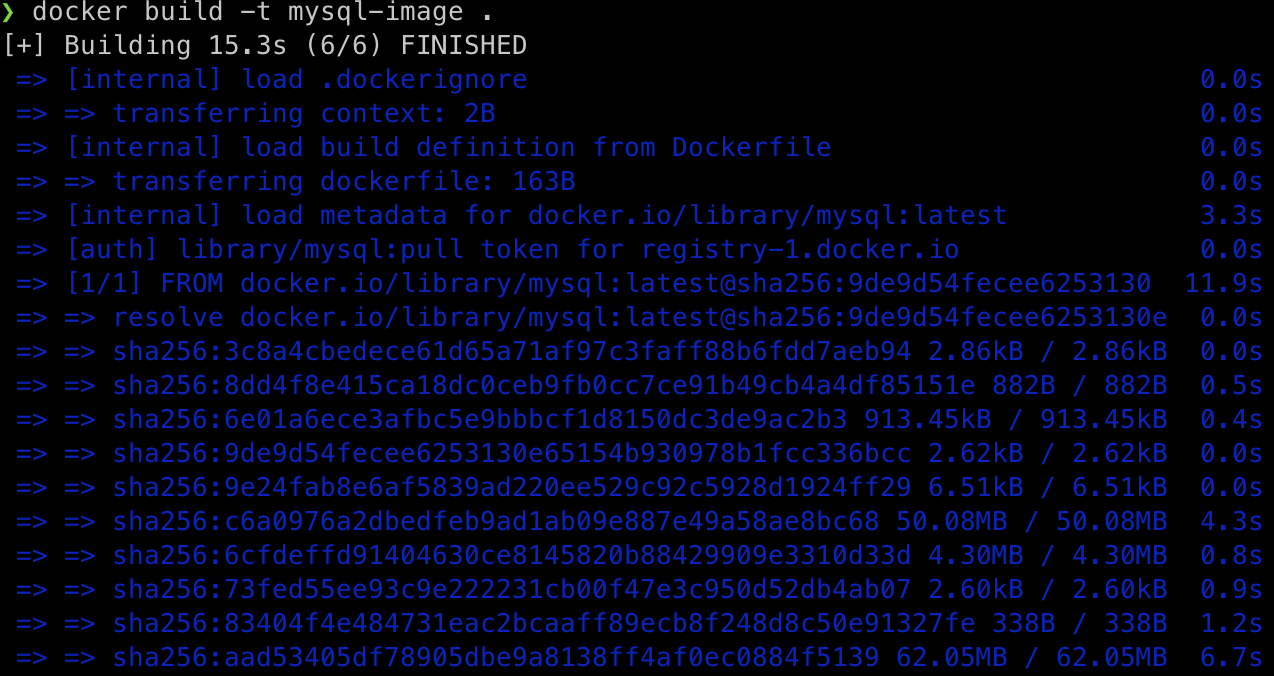 ❯ docker build -t mysql-image .
[+] Building 15.3s (6/6) FINISHED
=> [internal] load .dockerignore 0.0s
=> => transferring context: 2B 0.0s
=> [internal] load build definition from Dockerfile 0.0s
=> => transferring dockerfile: 163B 0.0s
=> [internal] load metadata for docker.io/library/mysql:latest 3.3s
=> [auth] library/mysql:pull token for registry-1.docker.io 0.0s
=> [1/1] FROM docker.io/library/mysql:latest@sha256:9de9d54fecee6253130 11.9s
=> => resolve docker.io/library/mysql:latest@sha256:9de9d54fecee6253130e 0.0s
=> => sha256:3c8a4cbedece61d65a71af97c3faff88b6fdd7aeb94 2.86kB / 2.86kB 0.0s
=> => sha256:8dd4f8e415ca18dc0ceb9fb0cc7ce91b49cb4a4df85151e 882B / 882B 0.5s
=> => sha256:6e01a6ece3afbc5e9bbbcf1d8150dc3de9ac2b3 913.45kB / 913.45kB 0.4s
=> => sha256:9de9d54fecee6253130e65154b930978b1fcc336bcc 2.62kB / 2.62kB 0.0s
=> => sha256:9e24fab8e6af5839ad220ee529c92c5928d1924ff29 6.51kB / 6.51kB 0.0s
=> => sha256:c6a0976a2dbedfeb9ad1ab09e887e49a58ae8bc68 50.08MB / 50.08MB 4.3s
=> => sha256:6cfdeffd91404630ce8145820b88429909e3310d33d 4.30MB / 4.30MB 0.8s
=> => sha256:73fed55ee93c9e222231cb00f47e3c950d52db4ab07 2.60kB / 2.60kB 0.9s
=> => sha256:83404f4e484731eac2bcaaff89ecb8f248d8c50e91327fe 338B / 338B 1.2s
=> => sha256:aad53405df78905dbe9a8138ff4af0ec0884f5139 62.05MB / 62.05MB 6.7s